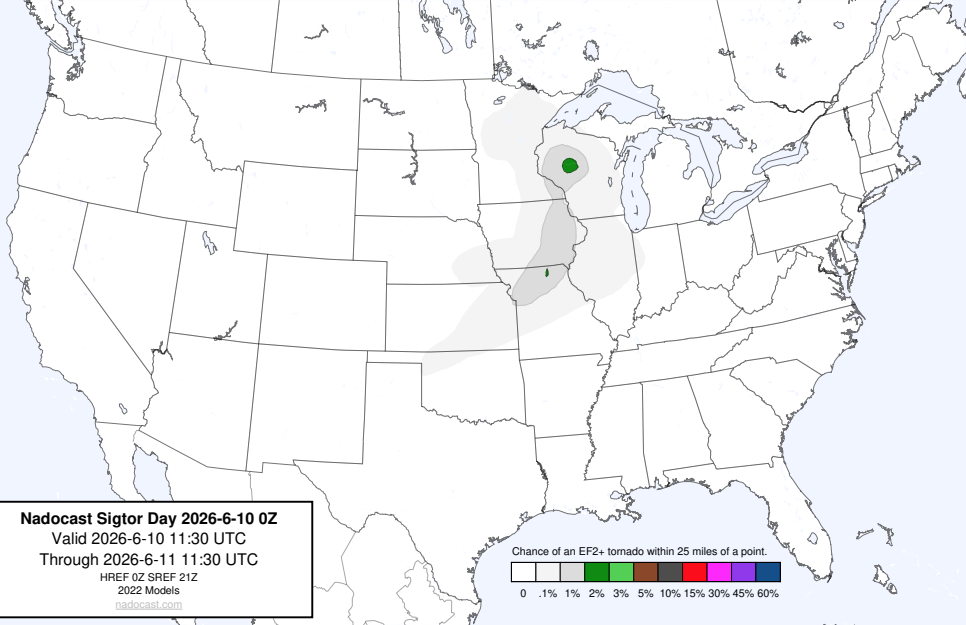 Nadocast Sigtor Day 2026-6-10 0Z
Valid 2026-6-10 11:30 UTC
Through 2026-6-11 11:30 UTC
HREF 0Z SREF 21Z
2022 Models
nadocast.com
Chance of an EF2+ tornado within 25 miles of a point.
0 .1% 1% 2% 3% 5% 10% 15% 30% 45% 60%